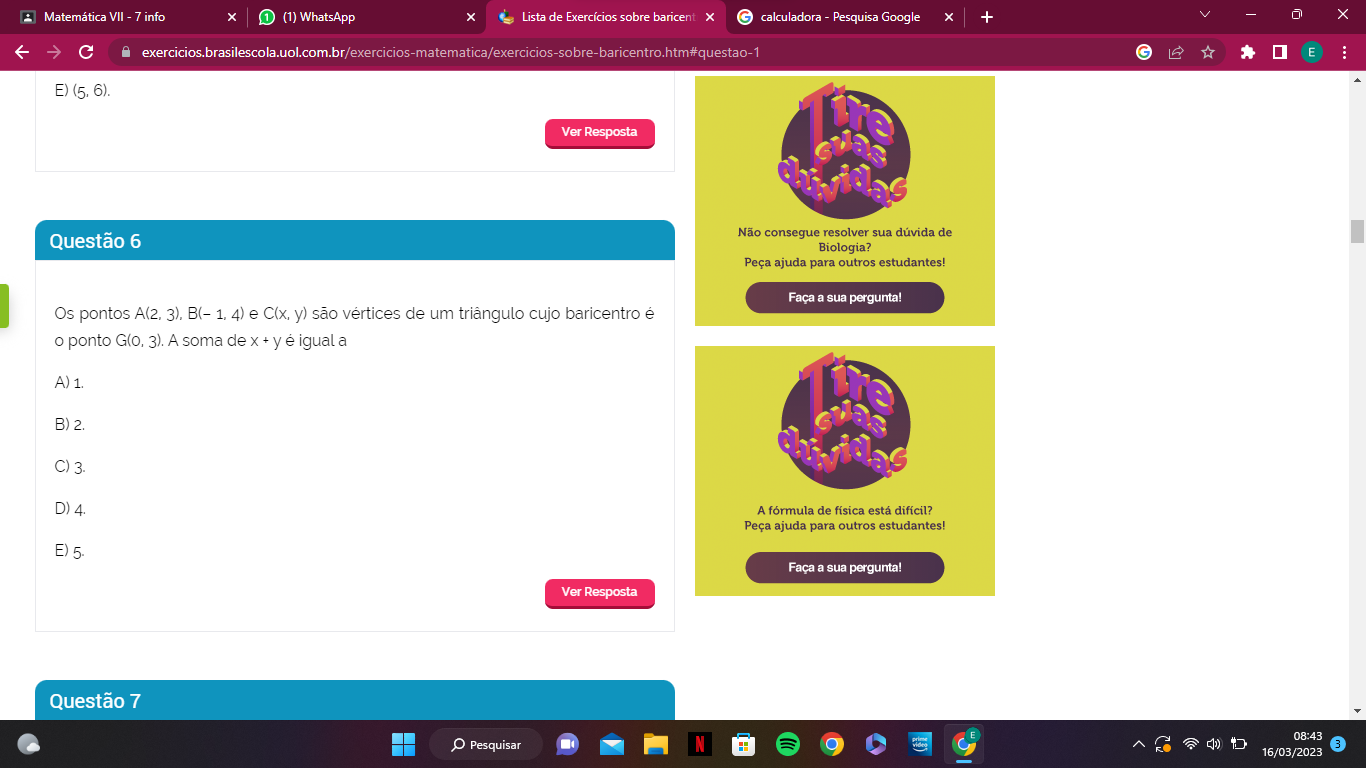 Matemática VII - 7 info
(1) WhatsApp
Lista de Exercícios sobre baricent
calculadora - Pesquisa Google
exercicios.brasilescola.uol.com.br/exercicios-matematica/exercicios-sobre-baricentro.htm#questao-1
E
E) (5, 6).
Ver Resposta
Questão 6
Os pontos A(2, 3), B(– 1, 4) e C(x, y) são vértices de um triângulo cujo baricentro é
o ponto G(0, 3). A soma de x + y é igual a
A) 1.
B) 2.
C) 3.
D) 4.
E) 5.
Ver Resposta
Questão 7
Tire
suas
dúvidas
Não consegue resolver sua dúvida de
Biologia?
Peça ajuda para outros estudantes!
Faça a sua pergunta!
Tire
suas
dúvidas
A fórmula de física está difícil?
Peça ajuda para outros estudantes!
Faça a sua pergunta!
Pesquisar
N
prime
video
E
08:43
16/03/2023
3